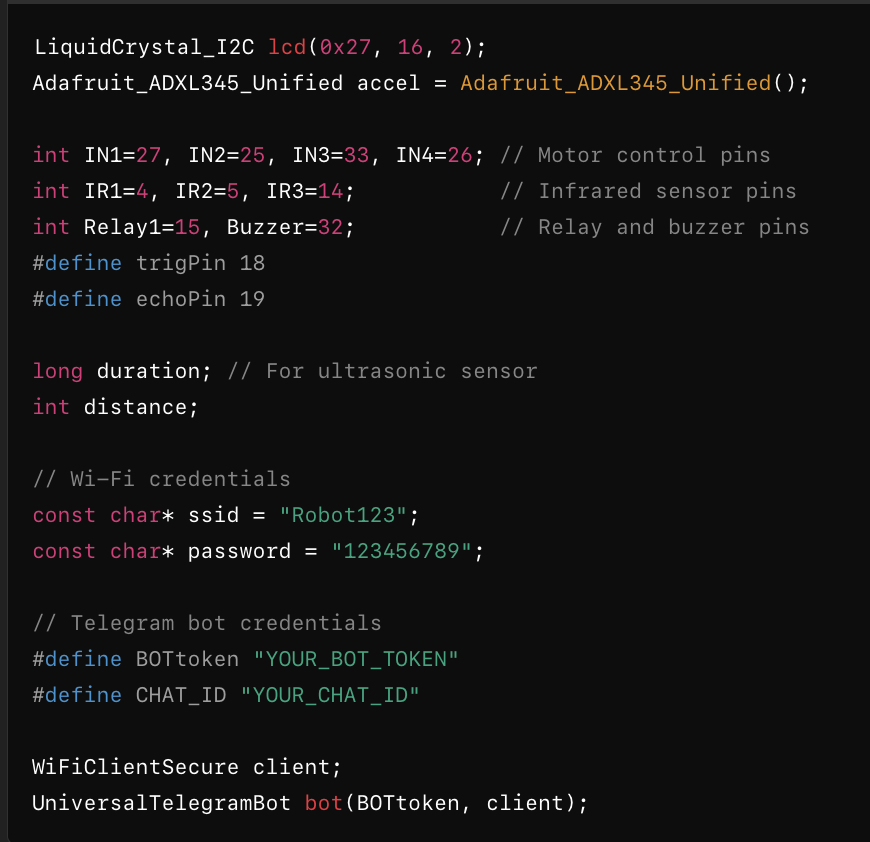 LiquidCrystal_I2C lcd(0x27, 16, 2);
Adafruit_ADXL345_Unified accel = Adafruit_ADXL345_Unified();
int IN1=27, IN2=25, IN3=33, IN4=26; // Motor control pins
int IR1=4, IR2=5, IR3=14;           // Infrared sensor pins
int Relay1=15, Buzzer=32;           // Relay and buzzer pins
#define trigPin 18
#define echoPin 19
long duration; // For ultrasonic sensor
int distance;
// Wi-Fi credentials
const char* ssid = "Robot123";
const char* password = "123456789";
// Telegram bot credentials
#define BOTtoken "YOUR_BOT_TOKEN"
#define CHAT_ID "YOUR_CHAT_ID"
WiFiClientSecure client;
UniversalTelegramBot bot(BOTtoken, client);